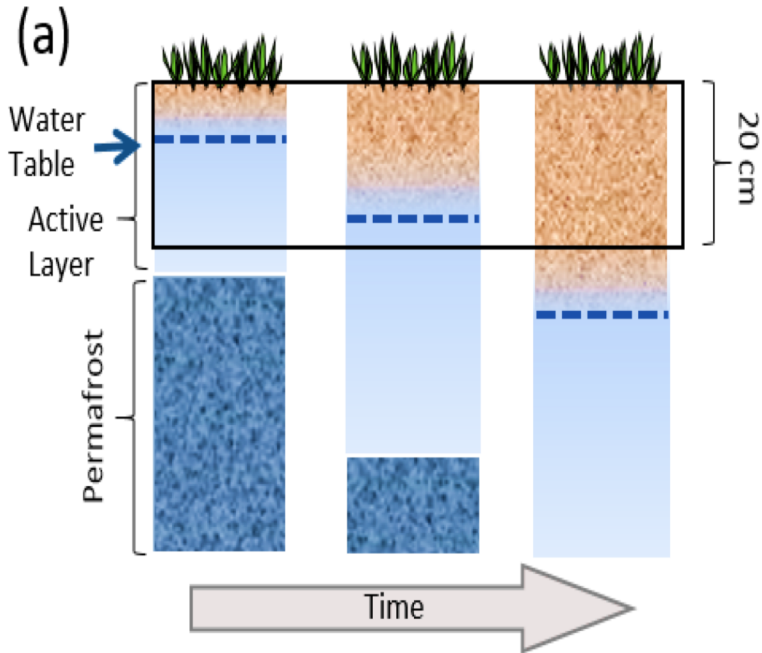 (a)
Water
Table
Active
Layer
Permafrost
20 cm
Time